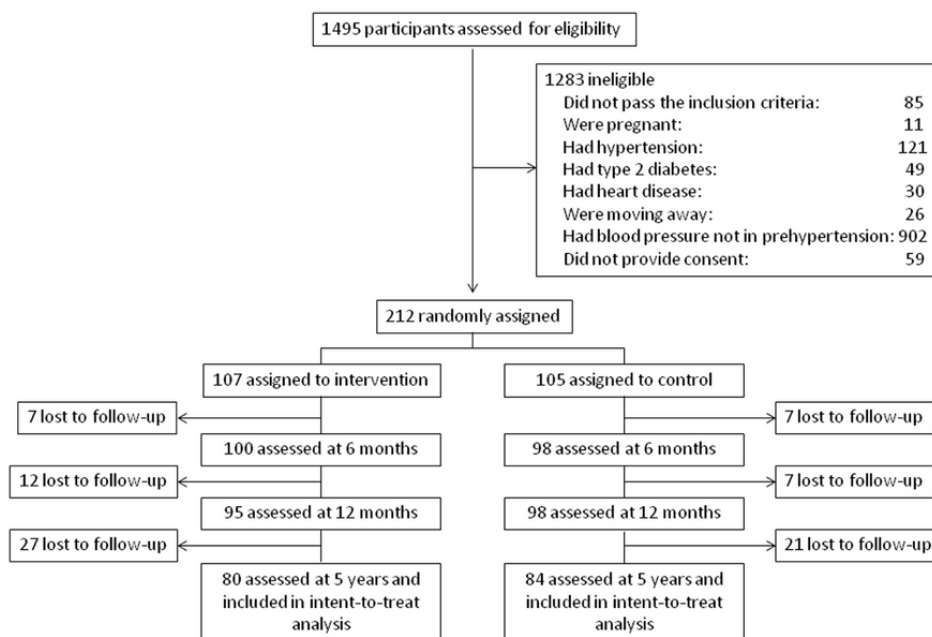 1495 participants assessed for eligibility
1283 ineligible
Did not pass the inclusion criteria: 85
Were pregnant: 11
Had hypertension: 121
Had type 2 diabetes: 49
Had heart disease: 30
Were moving away: 26
Had blood pressure not in prehypertension: 902
Did not provide consent: 59
212 randomly assigned
107 assigned to intervention
105 assigned to control
7 lost to follow-up
7 lost to follow-up
100 assessed at 6 months
98 assessed at 6 months
12 lost to follow-up
7 lost to follow-up
95 assessed at 12 months
98 assessed at 12 months
27 lost to follow-up
21 lost to follow-up
80 assessed at 5 years and
included in intent-to-treat
analysis
84 assessed at 5 years and
included in intent-to-treat
analysis